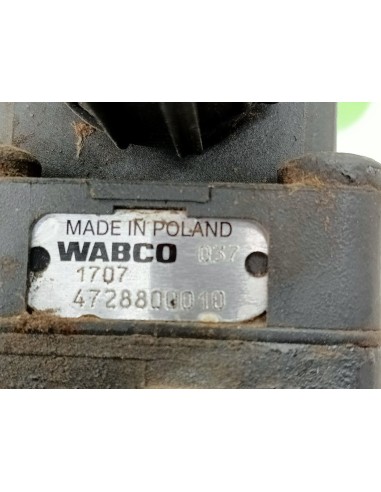 MADE IN POLAND
WABCO 037
1707
4728800010